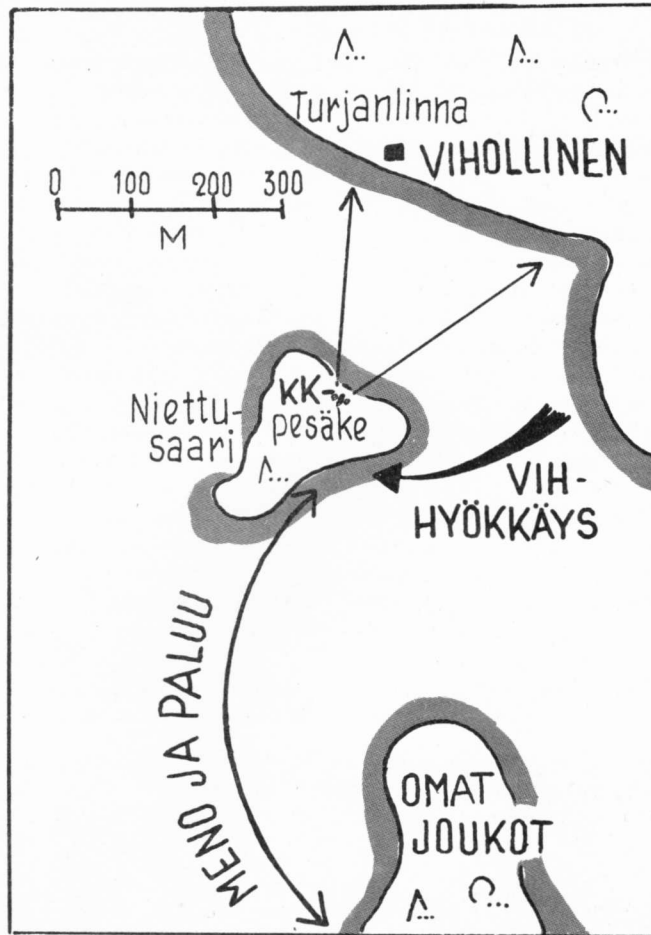 Turjanlinna
VIHOLLINEN
0 100 200 300
M
Niettu-
saari
KK-
pesäke
VIH-
HYÖKKÄYS
MENO JA PALUU
OMAT
JOUKOT